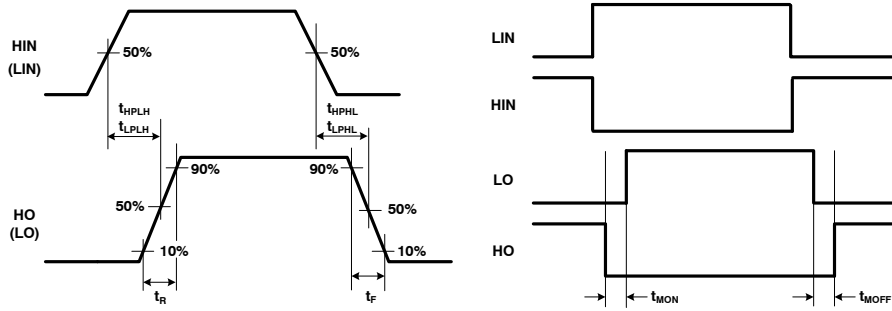 HIN
(LIN)
50%
50%
tHPLH
tLPLH
tHPHL
tLPHL
HO
(LO)
90%
90%
50%
50%
10%
10%
tR
tF
LIN
HIN
LO
HO
tMON
tMOFF